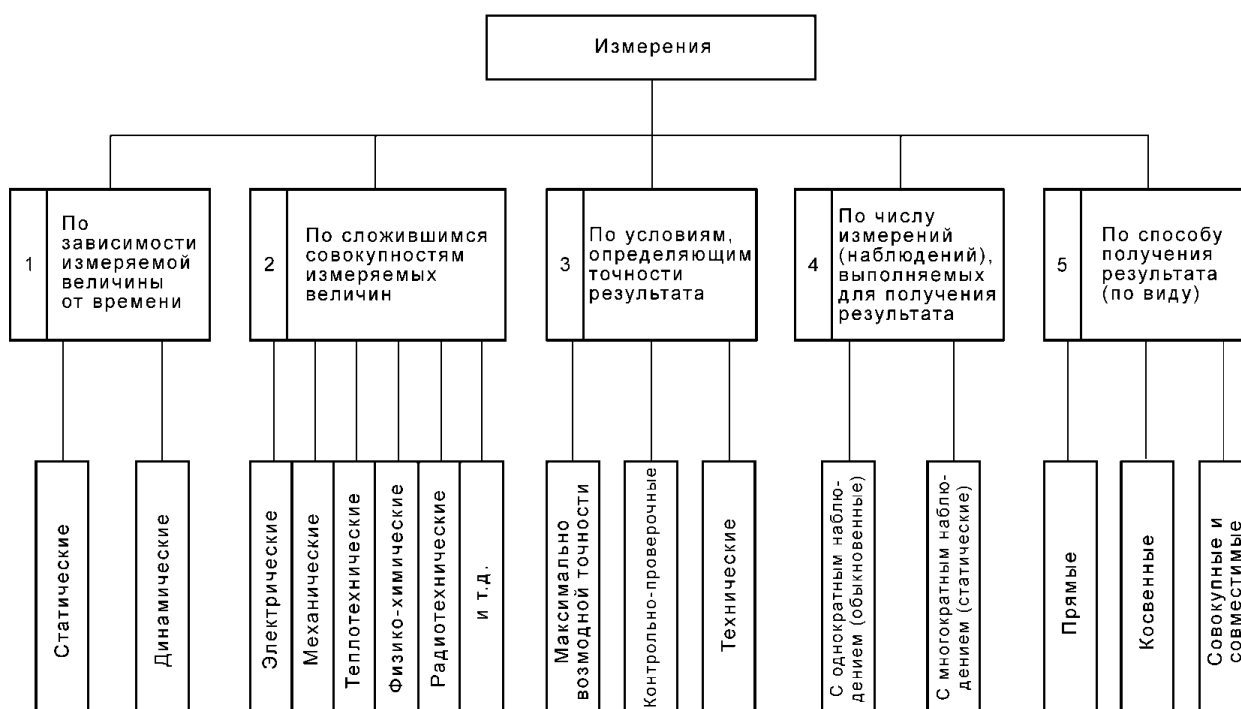 Измерения
1
По
зависимости
измеряемой
величины
от времени
2
По сложившимся
совокупностям
измеряемых
величин
3
По условиям,
определяющим
точности
результата
4
По числу
измерений
(наблюдений),
выполняемых
для получения
результата
5
По способу
получения
результата
(по виду)
Статические
Динамические
Электрические
Механические
Теплотехнические
Физико-химические
Радиотехнические
и т.д.
Максимально
возмодной точности
Контрольно-проверочные
Технические
С однократным наблю-
дением (обыкновенные)
С многократным наблю-
дением (статические)
Прямые
Косвенные
Совокупные и
совместимые